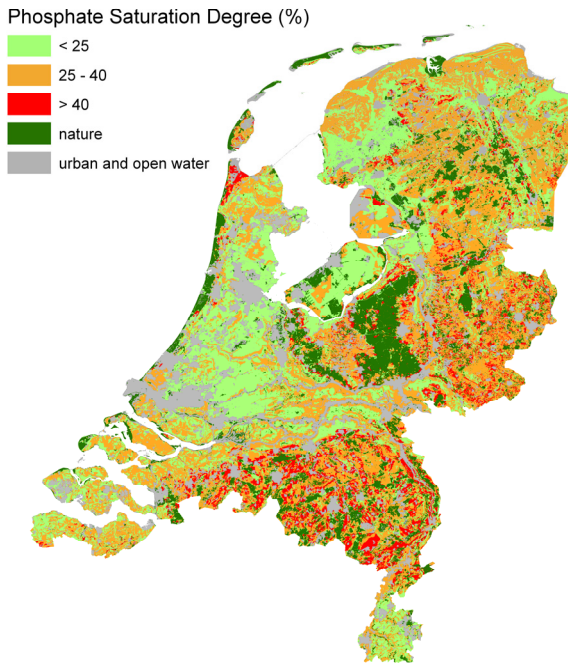 Phosphate Saturation Degree (%)
< 25
25 - 40
> 40
nature
urban and open water